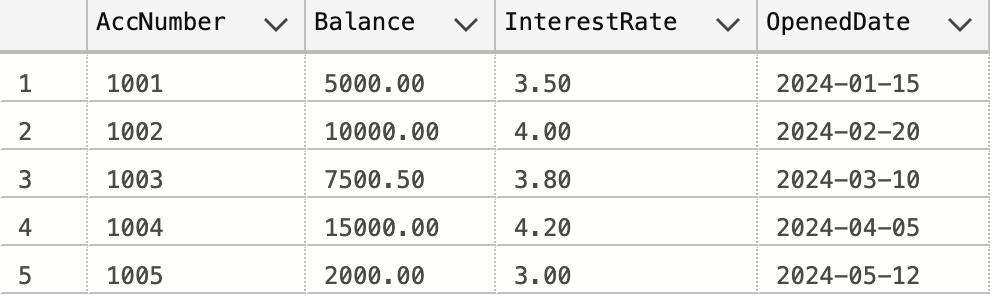 AccNumber Balance InterestRate OpenedDate
1 1001 5000.00 3.50 2024-01-15
2 1002 10000.00 4.00 2024-02-20
3 1003 7500.50 3.80 2024-03-10
4 1004 15000.00 4.20 2024-04-05
5 1005 2000.00 3.00 2024-05-12